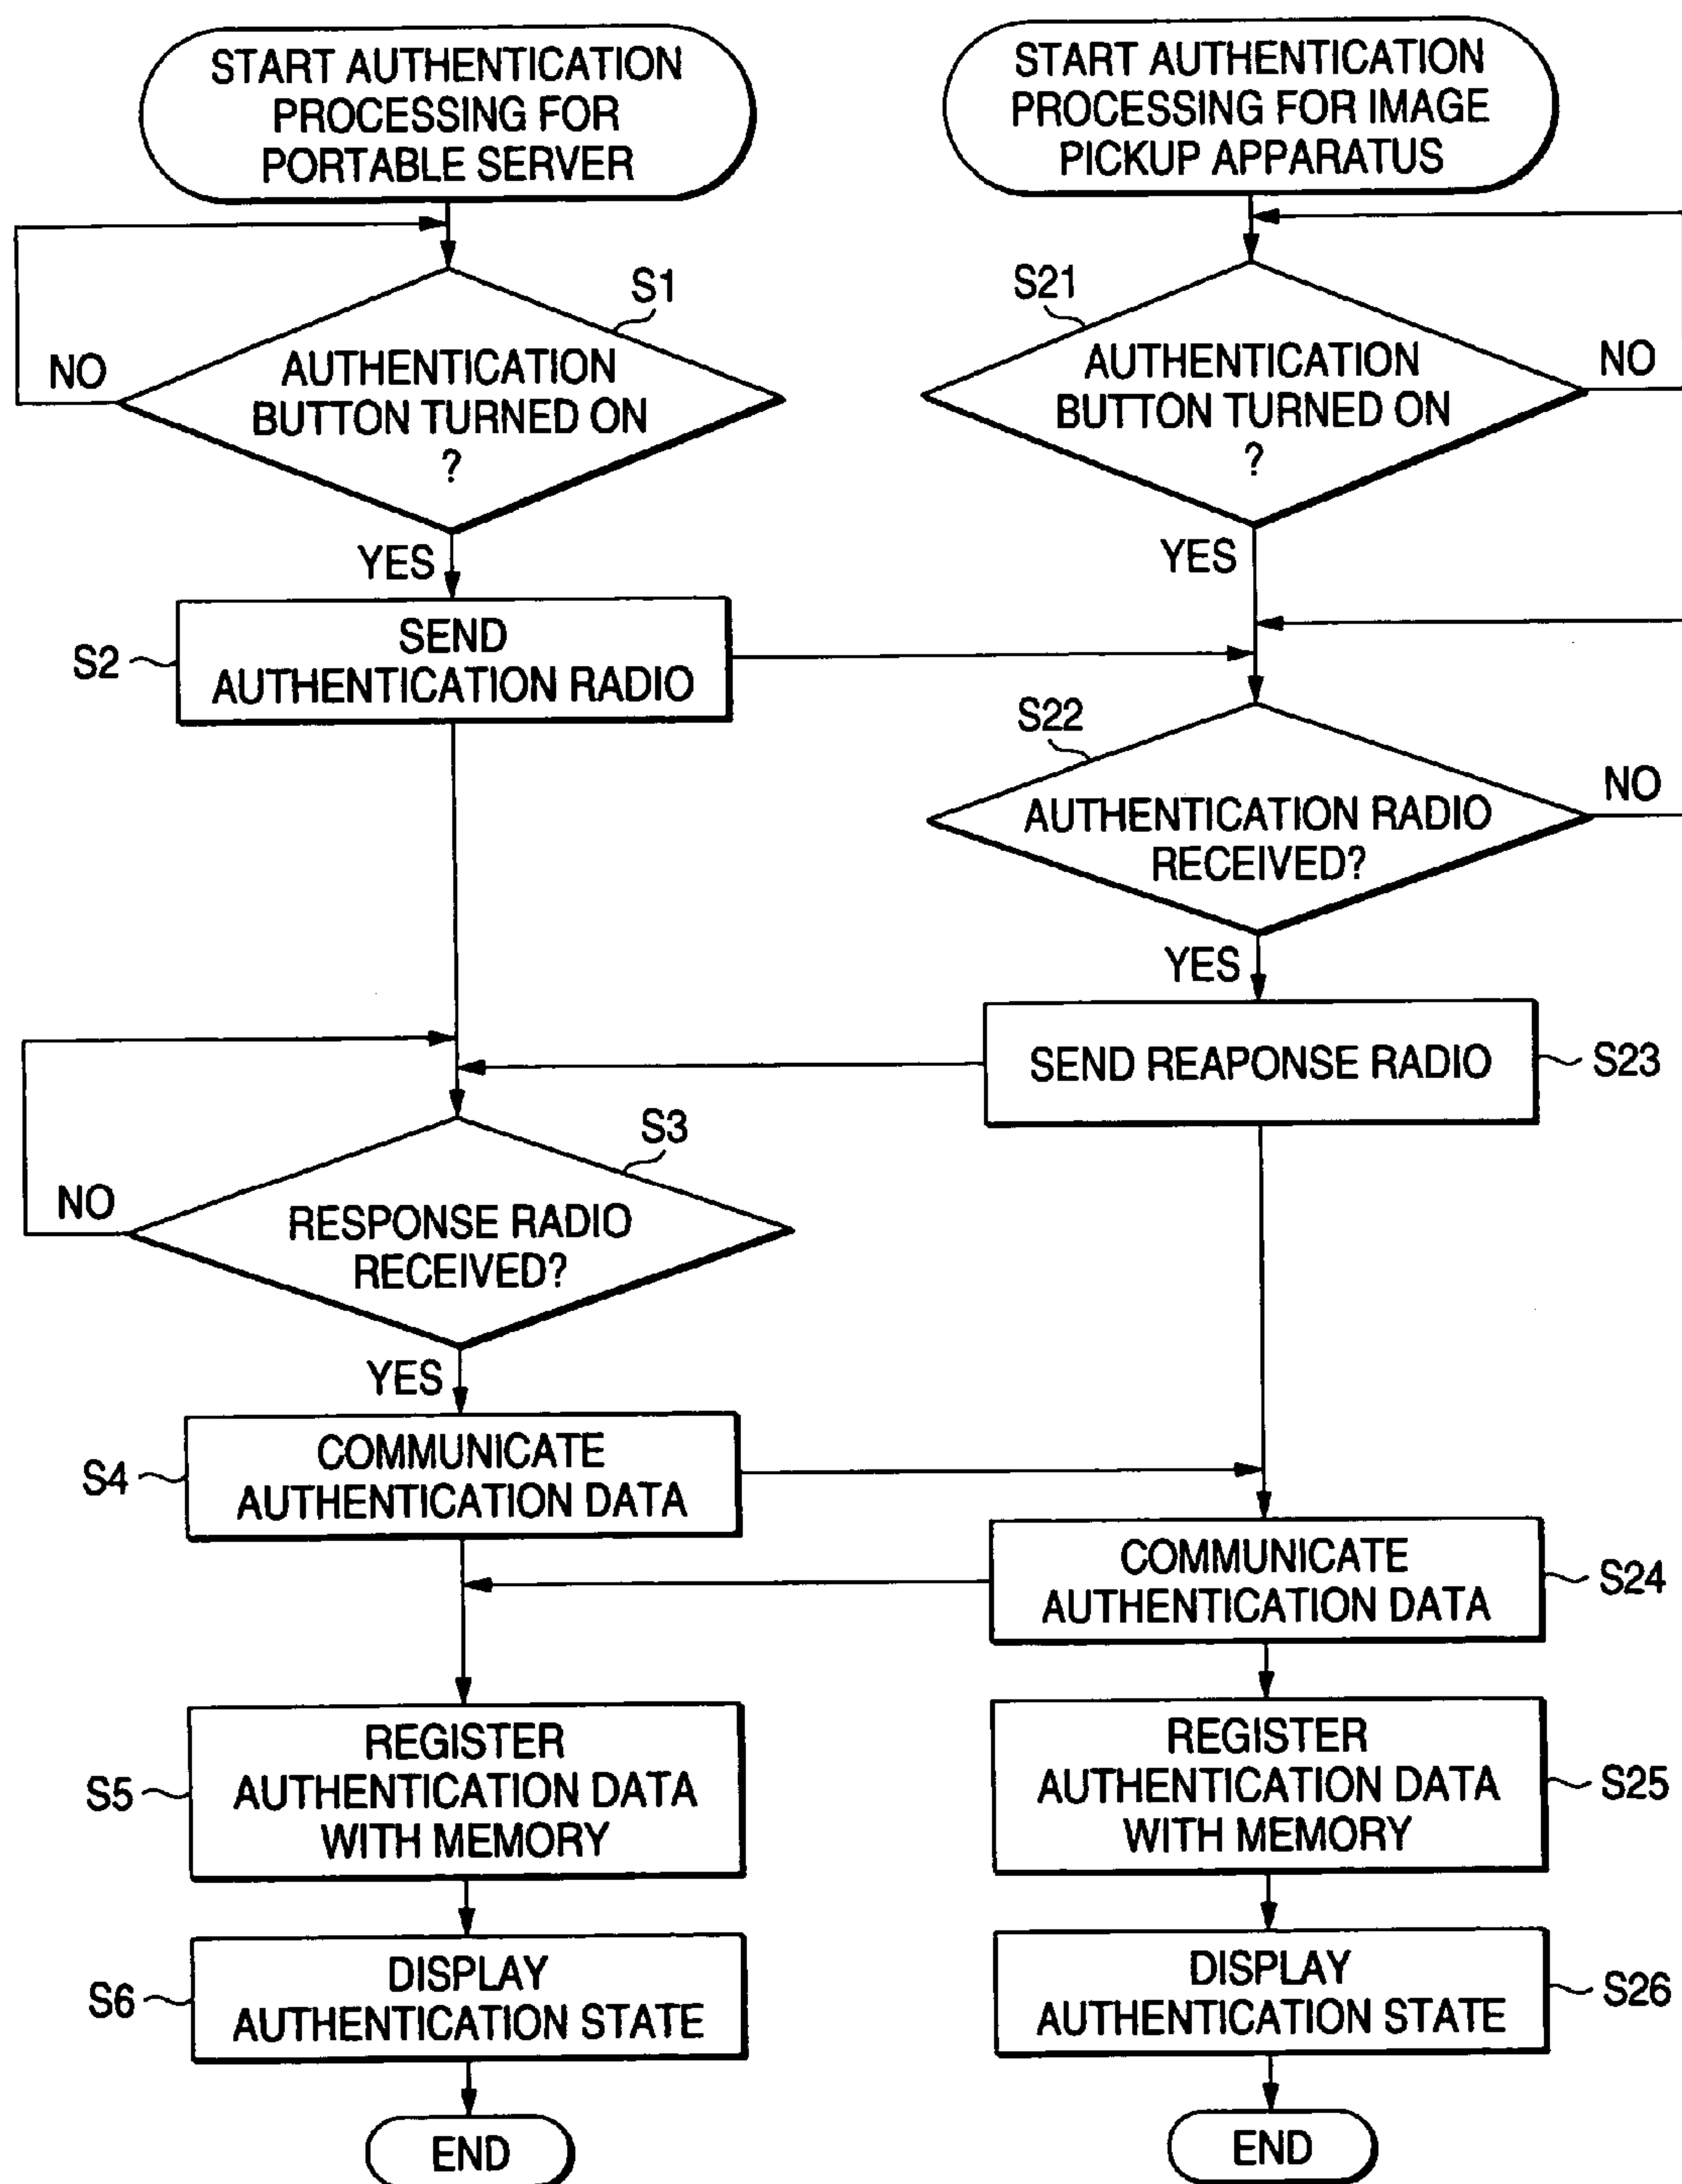 START AUTHENTICATION
PROCESSING FOR
PORTABLE SERVER
NO
S1
AUTHENTICATION
BUTTON TURNED ON
?
YES
S2
SEND
AUTHENTICATION RADIO
NO
S3
RESPONSE RADIO
RECEIVED?
YES
S4
COMMUNICATE
AUTHENTICATION DATA
S5
REGISTER
AUTHENTICATION DATA
WITH MEMORY
S6
DISPLAY
AUTHENTICATION STATE
END
START AUTHENTICATION
PROCESSING FOR IMAGE
PICKUP APPARATUS
S21
NO
AUTHENTICATION
BUTTON TURNED ON
?
YES
S22
NO
AUTHENTICATION RADIO
RECEIVED?
YES
SEND REAPONSE RADIO
S23
COMMUNICATE
AUTHENTICATION DATA
S24
REGISTER
AUTHENTICATION DATA
WITH MEMORY
S25
DISPLAY
AUTHENTICATION STATE
S26
END